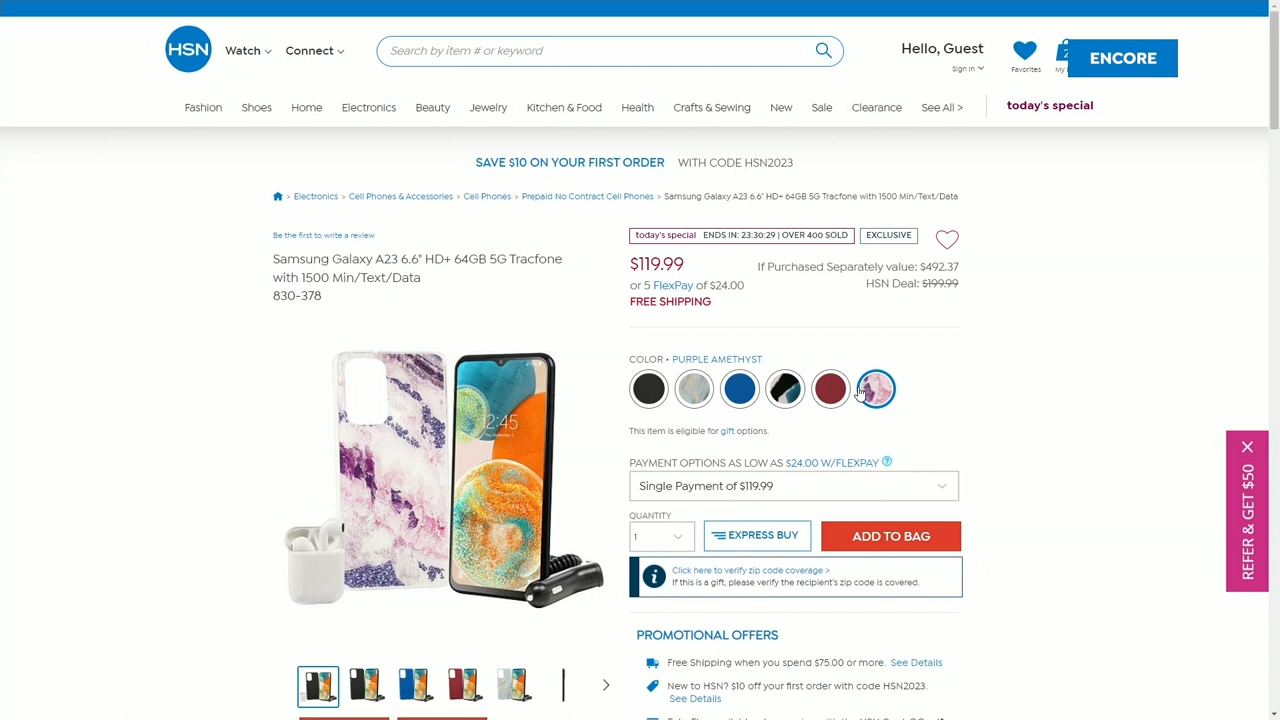 HSN
Watch
Connect
Search by item # or keyword
Hello, Guest
Sign in
Favorites
My
2
ENCORE
Fashion
Shoes
Home
Electronics
Beauty
Jewelry
Kitchen & Food
Health
Crafts & Sewing
New
Sale
Clearance
See All >
today's special
SAVE $10 ON YOUR FIRST ORDER WITH CODE HSN2023
Electronics > Cell Phones & Accessories > Cell Phones > Prepaid No Contract Cell Phones > Samsung Galaxy A23 6.6" HD+ 64GB 5G Tracfone with 1500 Min/Text/Data
Be the first to write a review
Samsung Galaxy A23 6.6" HD+ 64GB 5G Tracfone
with 1500 Min/Text/Data
830-378
12:45
today's special ENDS IN: 23:30:29 | OVER 400 SOLD
EXCLUSIVE
$119.99
If Purchased Separately value: $492.37
or 5 FlexPay of $24.00
HSN Deal: $199.99
FREE SHIPPING
COLOR • PURPLE AMETHYST
This item is eligible for gift options.
PAYMENT OPTIONS AS LOW AS $24.00 W/FLEXPAY ?
Single Payment of $119.99
QUANTITY
1
EXPRESS BUY
ADD TO BAG
i
Click here to verify zip code coverage >
If this is a gift, please verify the recipient's zip code is covered.
PROMOTIONAL OFFERS
Free Shipping when you spend $75.00 or more. See Details
New to HSN? $10 off your first order with code HSN2023.
See Details
REFER & GET $50